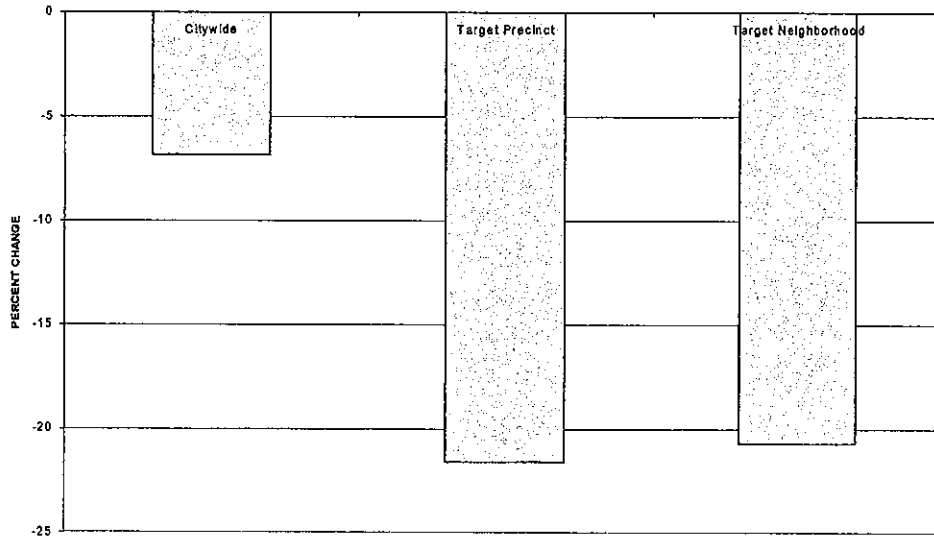 0
Citywide
Target Precinct
Target Neighborhood
-5
-10
PERCENT CHANGE
-15
-20
-25